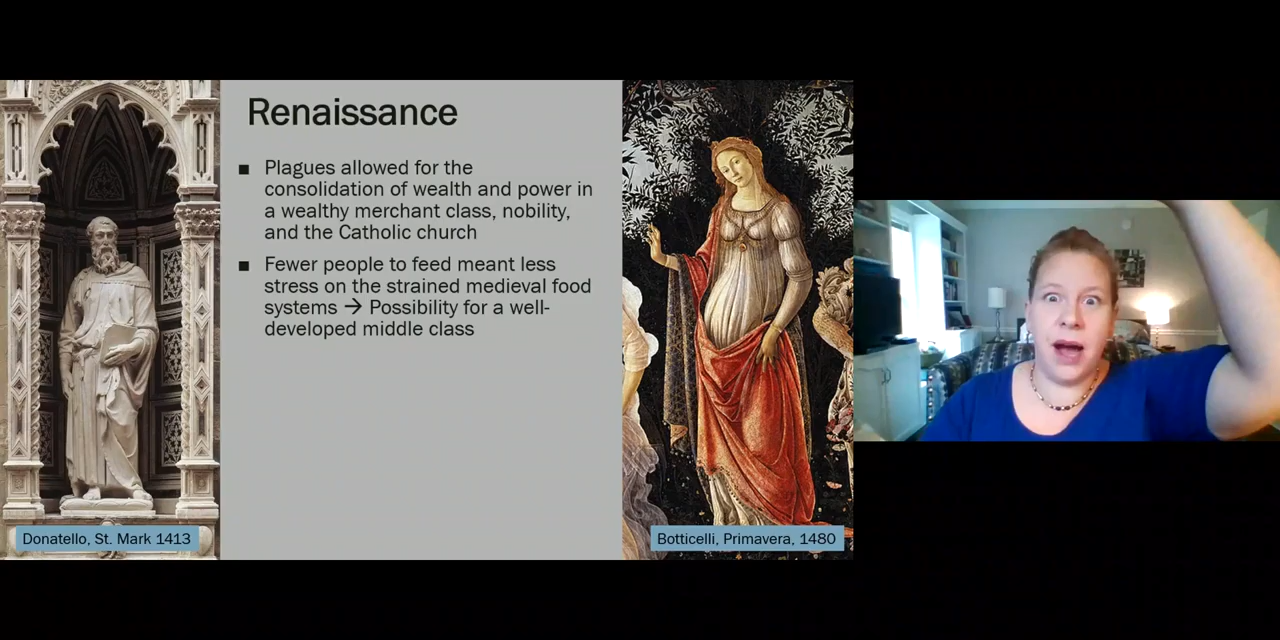 Renaissance
■ Plagues allowed for the
consolidation of wealth and power in
a wealthy merchant class, nobility,
and the Catholic church
■ Fewer people to feed meant less
stress on the strained medieval food
systems → Possibility for a well-
developed middle class
Donatello, St. Mark 1413
Botticelli, Primavera, 1480